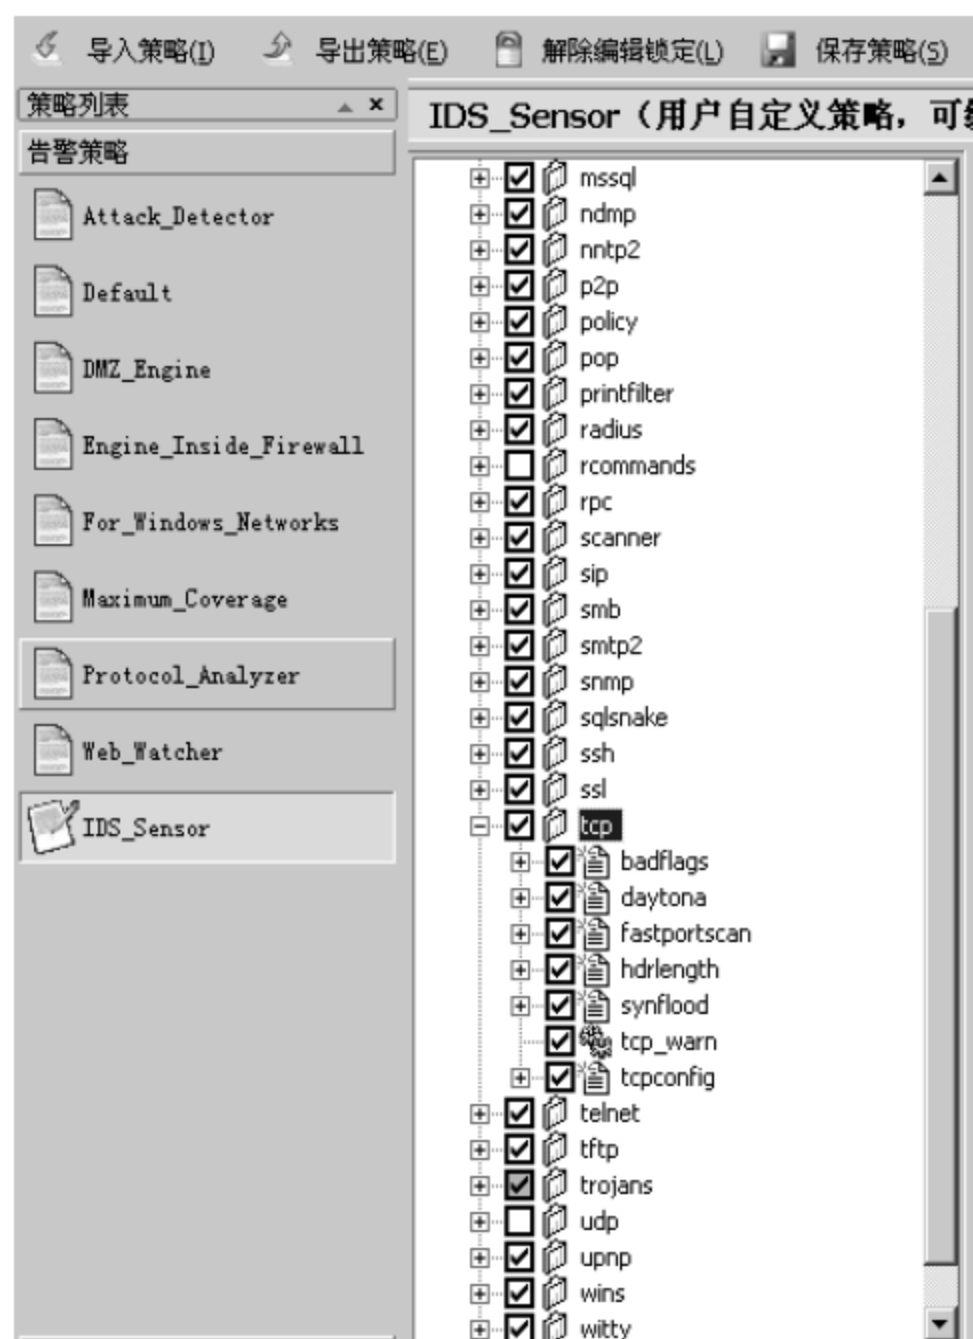 导入策略(I) 导出策略(E) 解除编辑锁定(L) 保存策略(S)
策略列表
告警策略
Attack_Detector
Default
DMZ_Engine
Engine_Inside_Firewall
For_Windows_Networks
Maximum_Coverage
Protocol_Analyzer
Web_Watcher
IDS_Sensor
IDS_Sensor（用户自定义策略，可
mssql
ndmp
nntp2
p2p
policy
pop
printfilter
radius
rcommands
rpc
scanner
sip
smb
smtp2
snmp
sqlsnake
ssh
ssl
tcp
badflags
daytona
fastportscan
hdrlength
synflood
tcp_warn
tcpconfig
telnet
tftp
trojans
udp
upnp
wins
witty